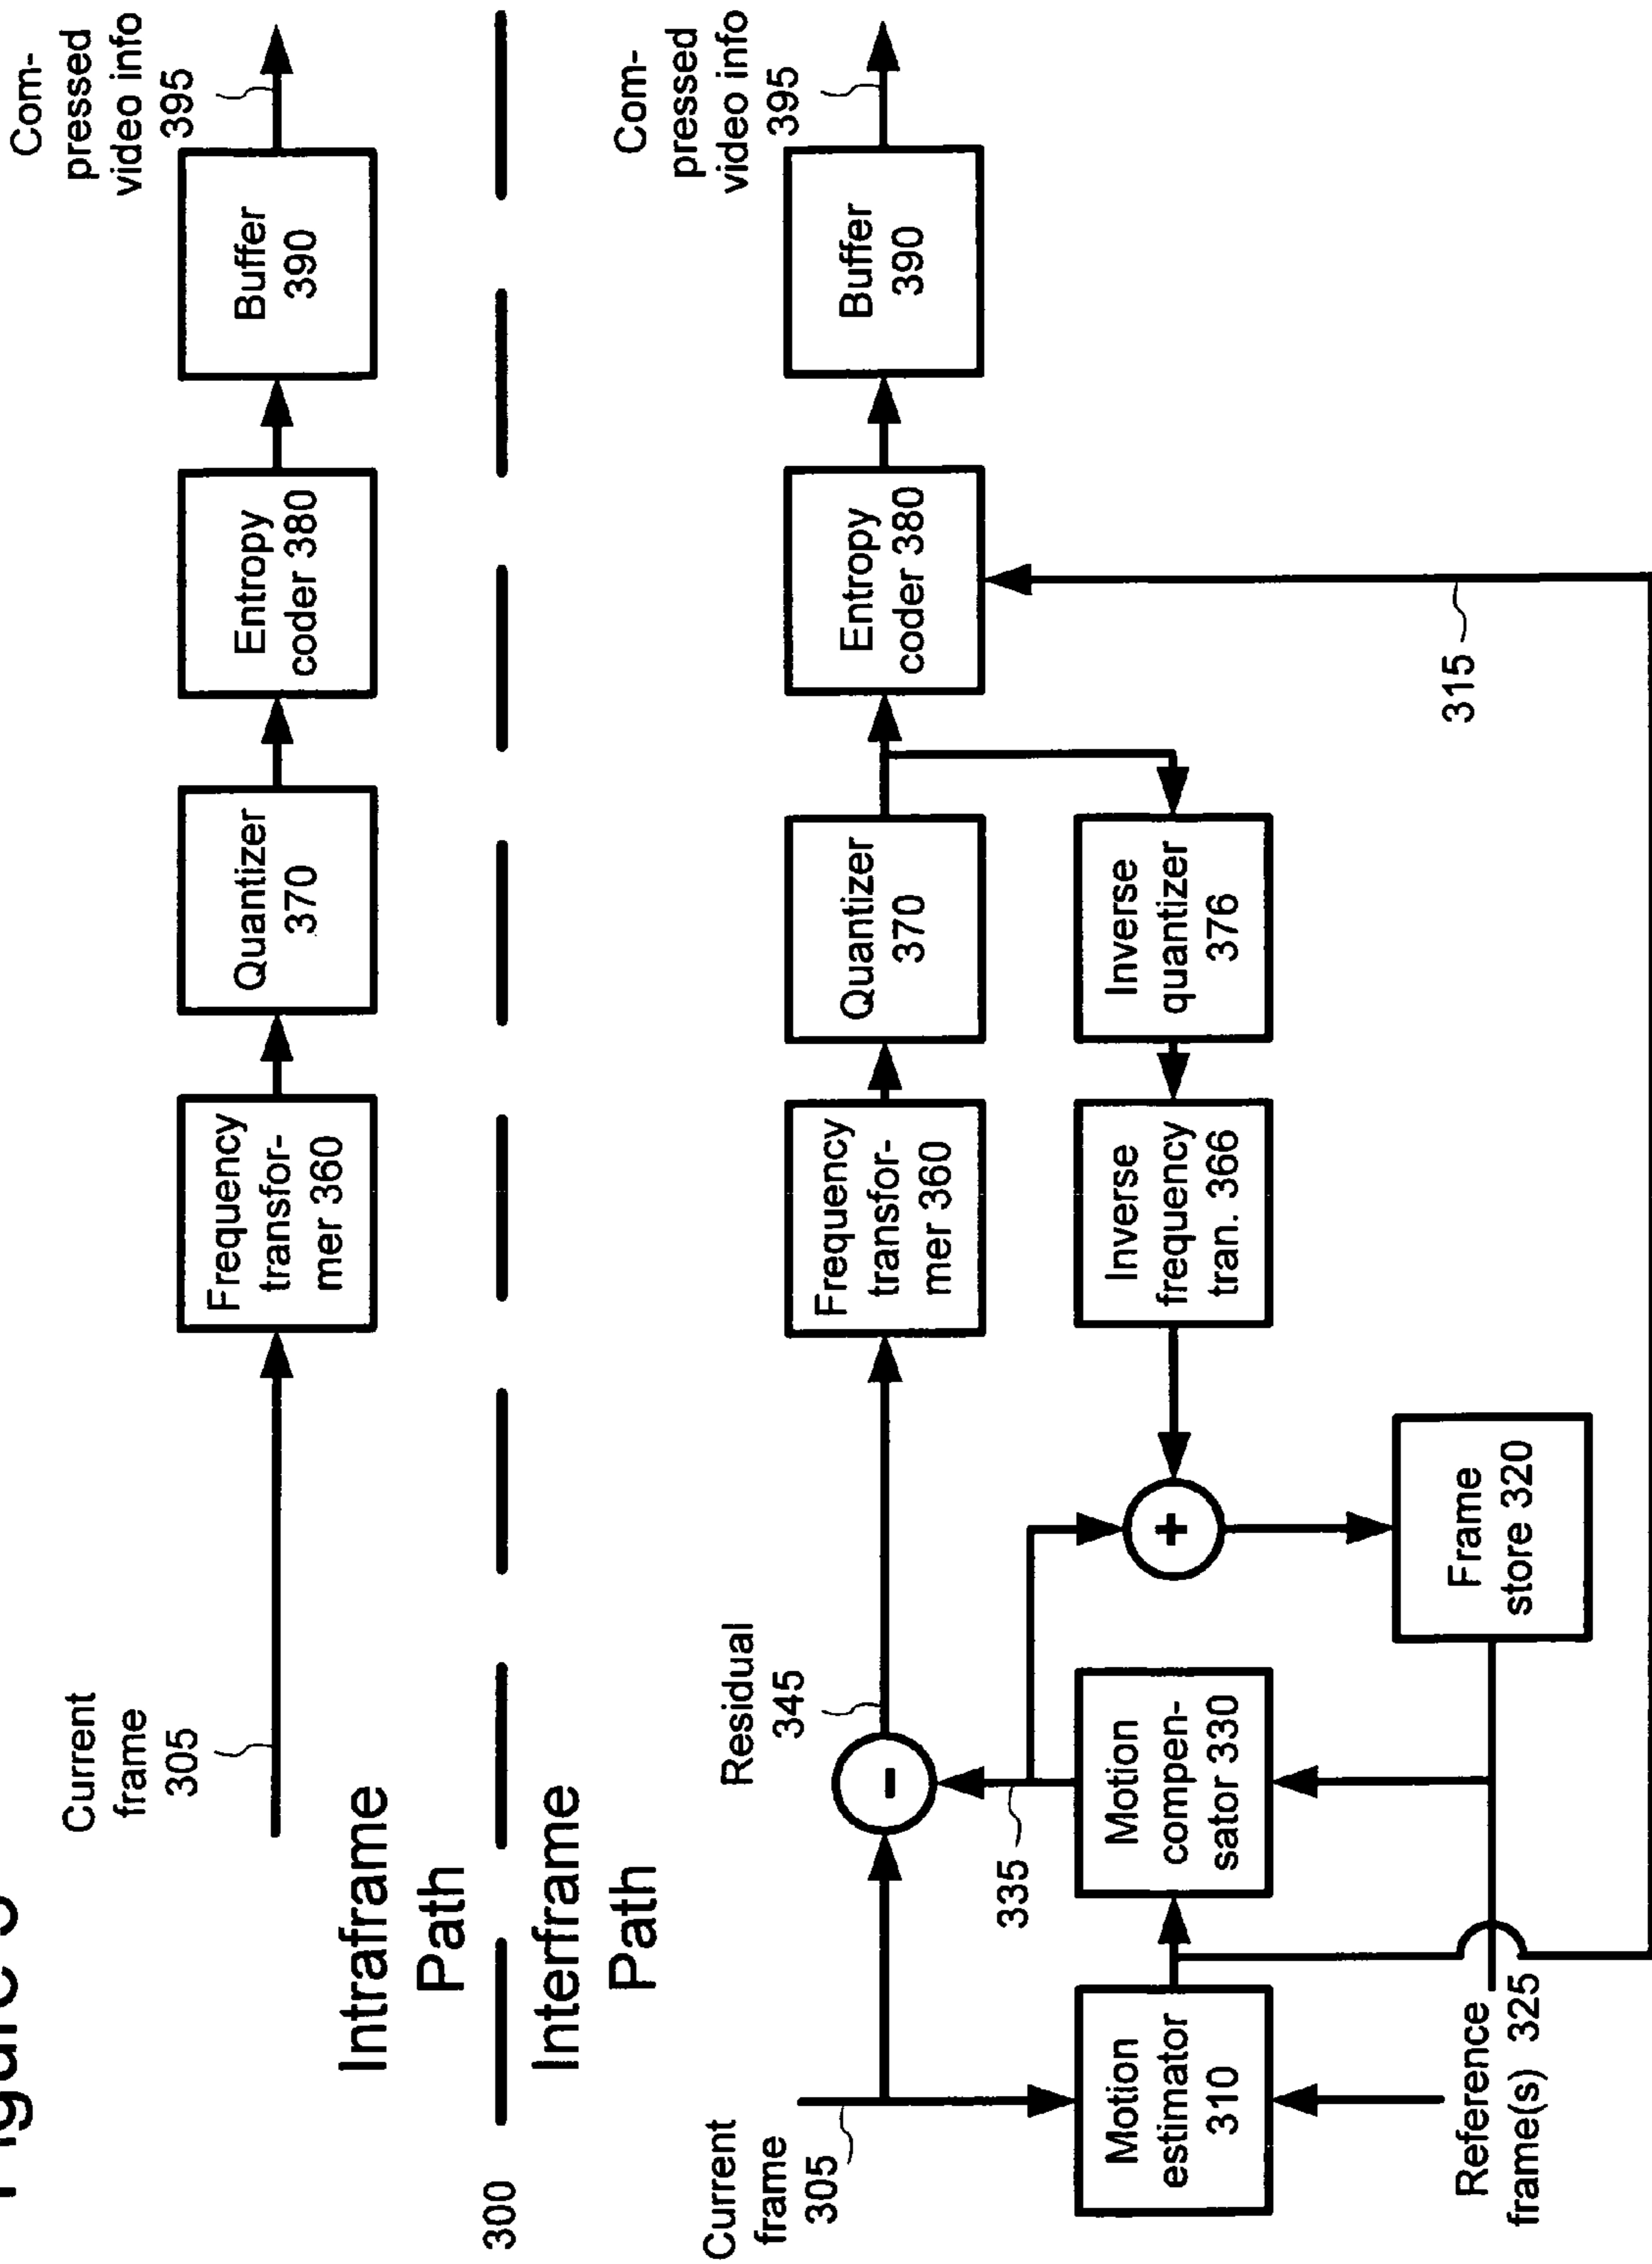 Current
frame
305
Frequency
transfor-
mer 360
Quantizer
370
Entropy
coder 380
Buffer
390
Com-
pressed
video info
395
Intraframe
Path
300
Interframe
Path
Current
frame
305
Residual
345
-
Frequency
transfor-
mer 360
Quantizer
370
Entropy
coder 380
Buffer
390
Com-
pressed
video info
395
335
Motion
estimator
310
Motion
compen-
sator 330
+
Inverse
frequency
tran. 366
Inverse
quantizer
376
Frame
store 320
Reference
frame(s) 325
315